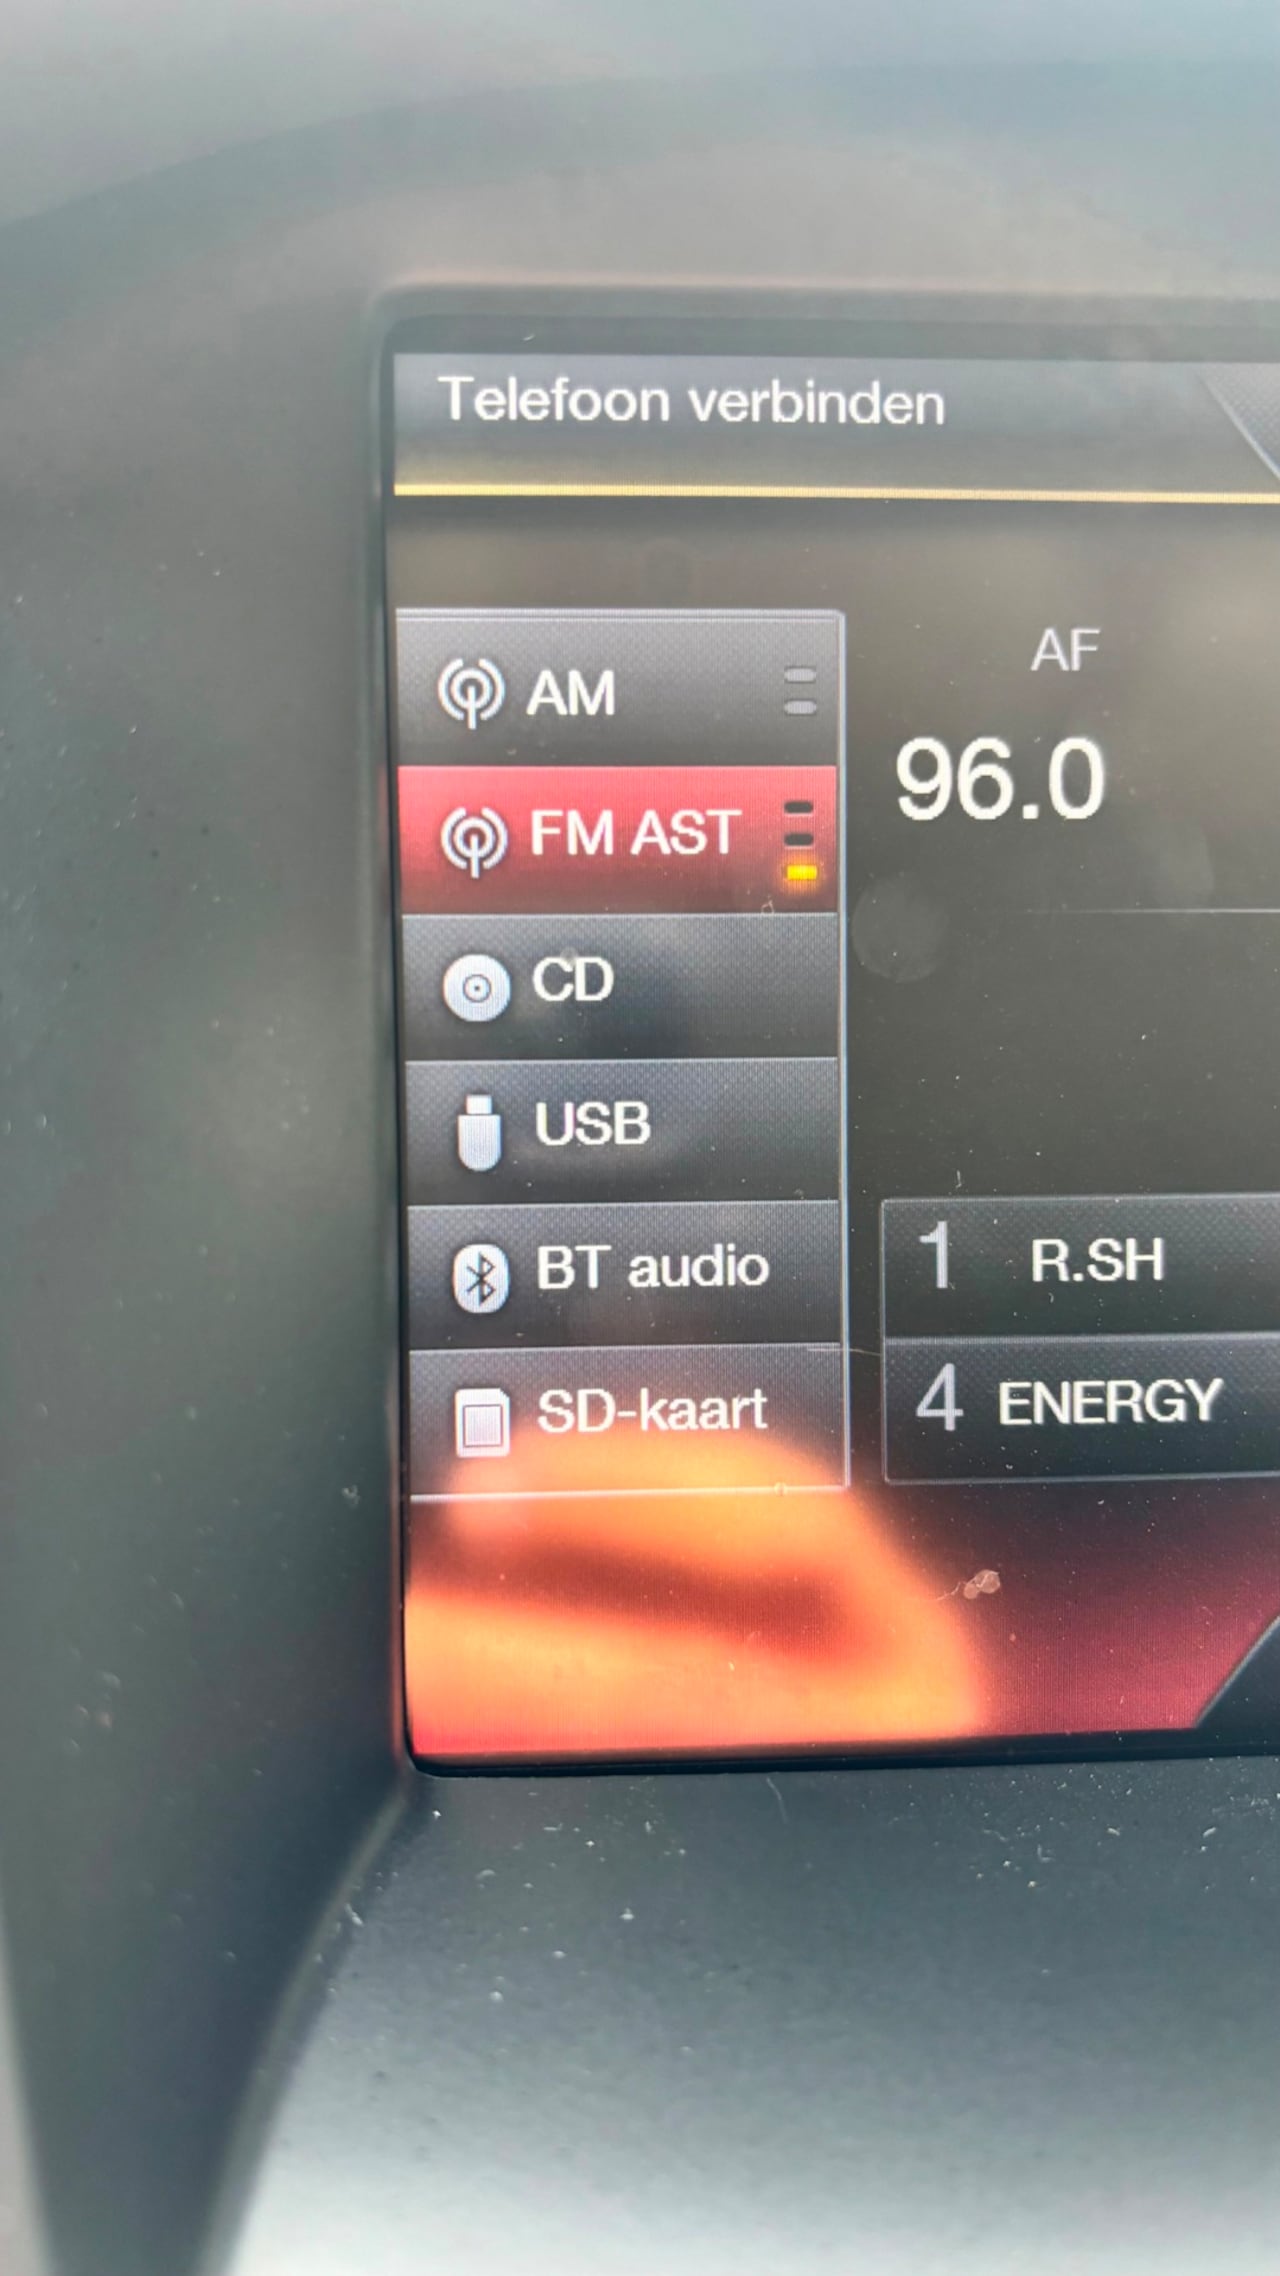 Telefoon verbinden
AM
FM AST
CD
USB
BT audio
SD-kaart
AF
96.0
1 R.SH
4 ENERGY